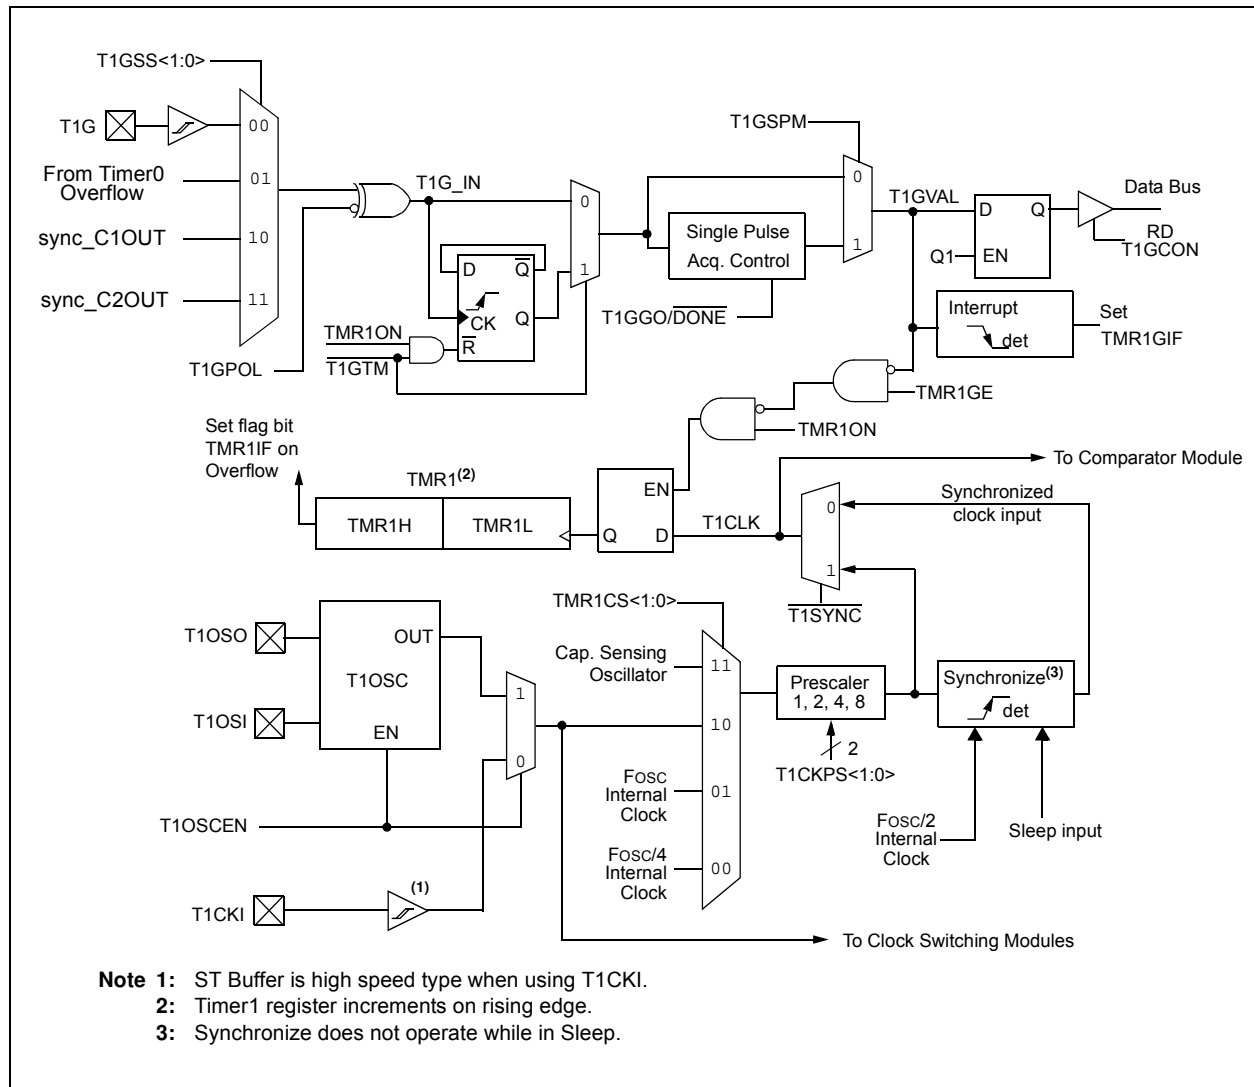 T1GSS<1:0>
T1G
00
From Timer0
Overflow
01
sync_C1OUT
10
sync_C2OUT
11
T1GPOL
T1G_IN
0
1
D
Q
CK
Q
R
TMR1ON
T1GTM
T1GSPM
0
1
Single Pulse
Acq. Control
T1GGO/DONE
T1GVAL
D
Q
Q1
EN
Data Bus
RD
T1GCON
Interrupt
det
Set
TMR1GIF
TMR1GE
TMR1ON
Set flag bit
TMR1IF on
Overflow
TMR1(2)
TMR1H
TMR1L
EN
Q
D
T1CLK
To Comparator Module
0
1
Synchronized
clock input
T1SYNC
TMR1CS<1:0>
T1OSO
OUT
T1OSC
T1OSI
EN
1
0
Cap. Sensing
Oscillator
11
10
FOSC
Internal
Clock
01
FOSC/4
Internal
Clock
00
Prescaler
1, 2, 4, 8
2
T1CKPS<1:0>
Synchronize(3)
det
FOSC/2
Internal
Clock
Sleep input
T1OSCEN
T1CKI
(1)
To Clock Switching Modules
Note 1: ST Buffer is high speed type when using T1CKI.
2: Timer1 register increments on rising edge.
3: Synchronize does not operate while in Sleep.